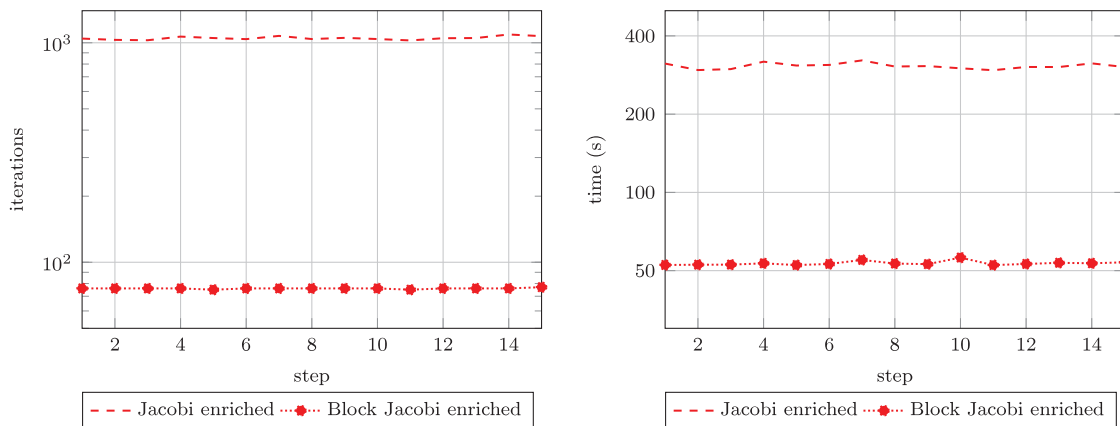 10^3
10^2
iterations
2 4 6 8 10 12 14
step
Jacobi enriched Block Jacobi enriched
400
200
100
50
time (s)
2 4 6 8 10 12 14
step
Jacobi enriched Block Jacobi enriched